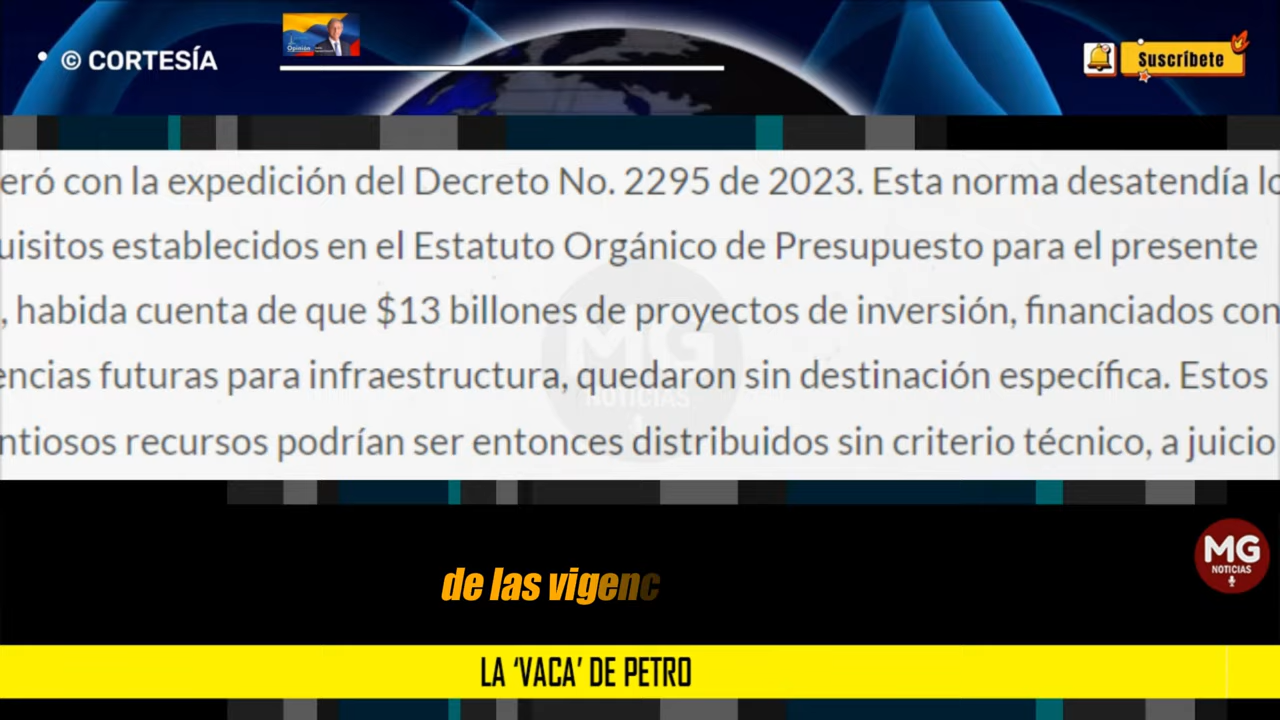 © CORTESÍA
Opinión
Suscríbete
eró con la expedición del Decreto No. 2295 de 2023. Esta norma desatendía lo
uisitos establecidos en el Estatuto Orgánico de Presupuesto para el presente
, habida cuenta de que $13 billones de proyectos de inversión, financiados con
encias futuras para infraestructura, quedaron sin destinación específica. Estos
ntiosos recursos podrían ser entonces distribuidos sin criterio técnico, a juicio
MG
NOTICIAS
de las vigenc
MG
NOTICIAS
LA ‘VACA’ DE PETRO